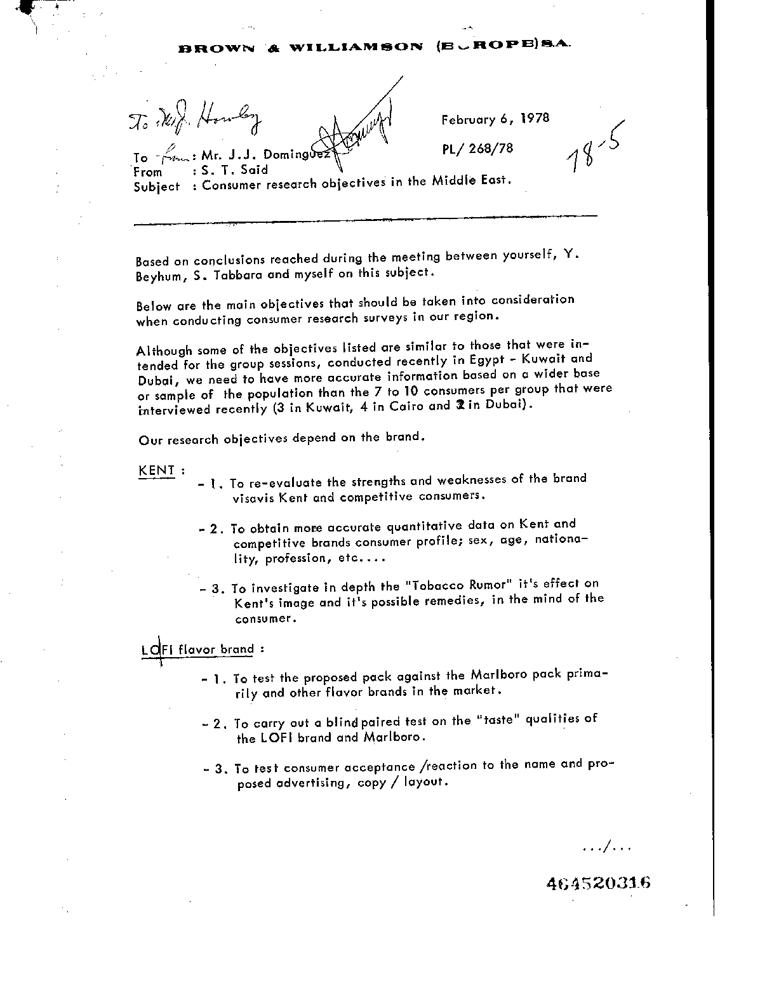 BROWN & WILLIAMSON (EUROPE) S.A.
To Mr J. Howley
February 6, 1978
To : Mr. J.J. Dominguez
PL/ 268/78
78-5
From : S. T. Said
Subject : Consumer research objectives in the Middle East.
Based on conclusions reached during the meeting between yourself, Y.
Beyhum, S. Tabbara and myself on this subject.
Below are the main objectives that should be taken into consideration
when conducting consumer research surveys in our region.
Although some of the objectives listed are similar to those that were in-
tended for the group sessions, conducted recently in Egypt - Kuwait and
Dubai, we need to have more accurate information based on a wider base
or sample of the population than the 7 to 10 consumers per group that were
interviewed recently (3 in Kuwait, 4 in Cairo and 2 in Dubai).
Our research objectives depend on the brand.
KENT :
- 1. To re-evaluate the strengths and weaknesses of the brand
visavis Kent and competitive consumers.
- 2. To obtain more accurate quantitative data on Kent and
competitive brands consumer profile; sex, age, nationa-
lity, profession, etc....
- 3. To investigate in depth the "Tobacco Rumor" it's effect on
Kent's image and it's possible remedies, in the mind of the
consumer.
LOFI flavor brand :
- 1. To test the proposed pack against the Marlboro pack prima-
rily and other flavor brands in the market.
- 2. To carry out a blind paired test on the "taste" qualities of
the LOFI brand and Marlboro.
- 3. To test consumer acceptance /reaction to the name and pro-
posed advertising, copy / layout.
.../...
464520316